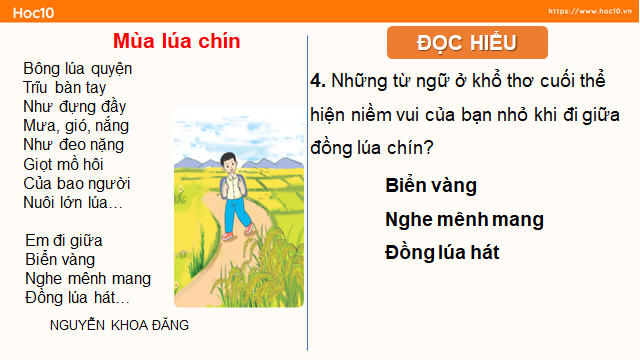 Hoc10
https://www.hoc10.vn
Mùa lúa chín
Bông lúa quyện
Trĩu bàn tay
Như đựng đầy
Mưa, gió, nắng
Như đeo nặng
Giọt mồ hôi
Của bao người
Nuôi lớn lúa…
Em đi giữa
Biển vàng
Nghe mênh mang
Đồng lúa hát…
NGUYỄN KHOA ĐĂNG
ĐỌC HIỂU
4. Những từ ngữ ở khổ thơ cuối thể
hiện niềm vui của bạn nhỏ khi đi giữa
đồng lúa chín?
Biển vàng
Nghe mênh mang
Đồng lúa hát